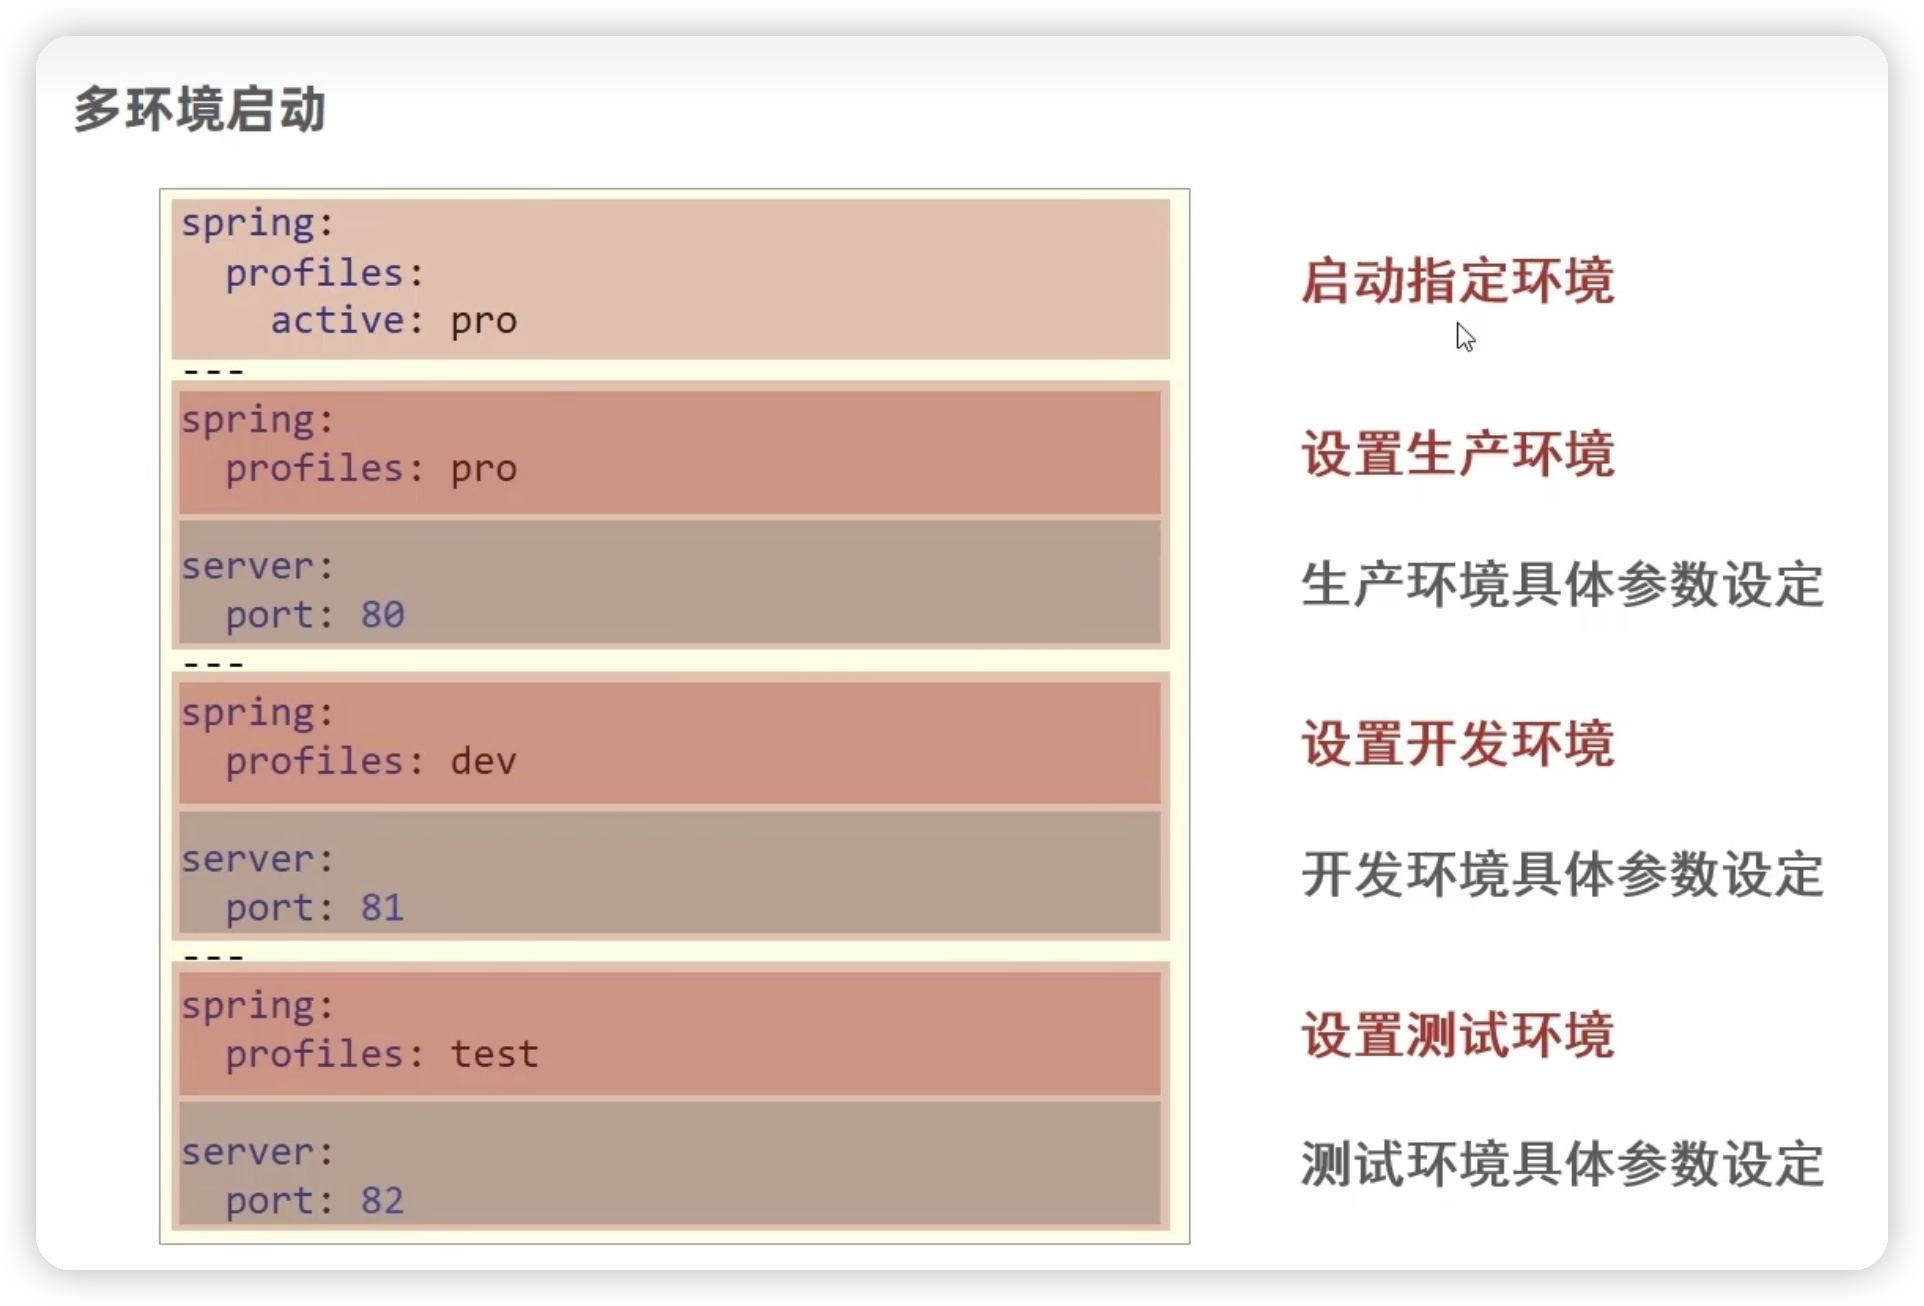 多环境启动
spring:
  profiles:
    active: pro
启动指定环境
---
spring:
  profiles: pro
设置生产环境
server:
  port: 80
生产环境具体参数设定
---
spring:
  profiles: dev
设置开发环境
server:
  port: 81
开发环境具体参数设定
---
spring:
  profiles: test
设置测试环境
server:
  port: 82
测试环境具体参数设定